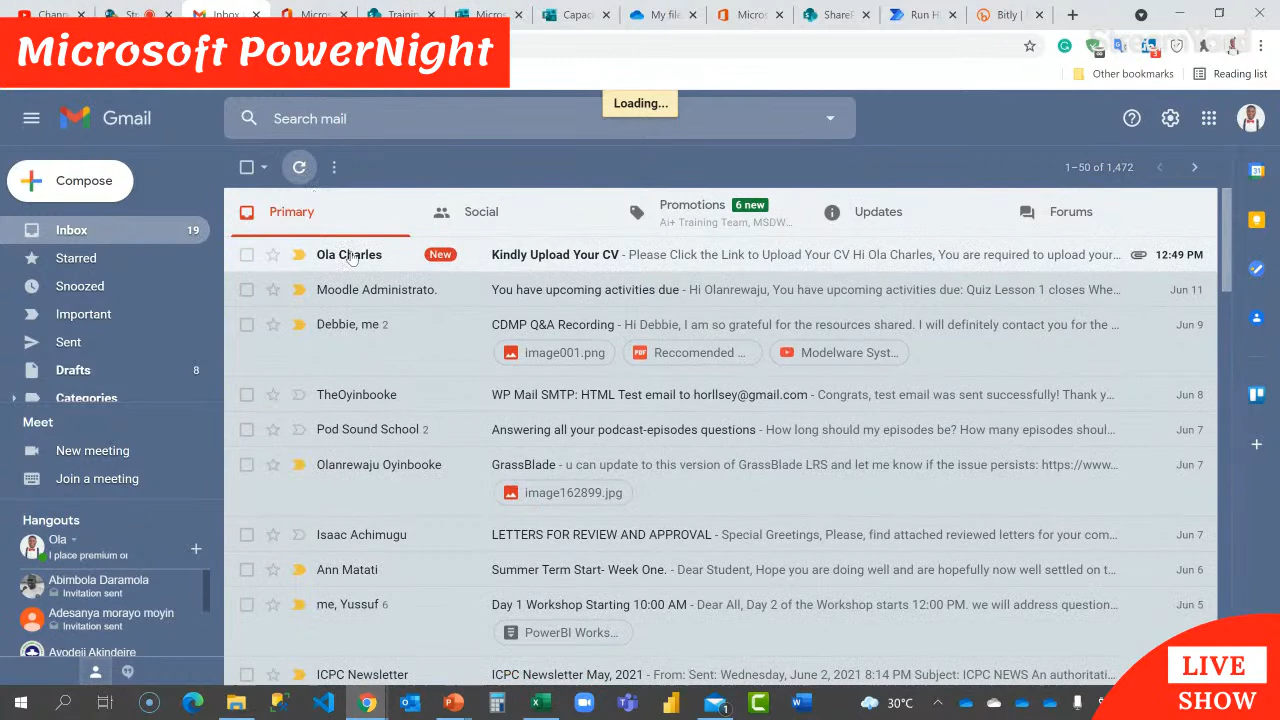 Chann
St
Inbox
Micros
Traini
Micros
Capac
My file
Micros
ShareP
Run H
Bitly |
Microsoft PowerNight
StreamYard
Other bookmarks
Reading list
Loading...
Gmail
Search mail
1–50 of 1,472
Compose
Primary
Social
Promotions 6 new
Ai+ Training Team, MSDW...
Updates
Forums
Inbox 19
Starred
Snoozed
Important
Sent
Drafts 8
Categories
Ola Charles New Kindly Upload Your CV - Please Click the Link to Upload Your CV Hi Ola Charles, You are required to upload your... 12:49 PM
Moodle Administrato. You have upcoming activities due - Hi Olanrewaju, You have upcoming activities due: Quiz Lesson 1 closes Whe... Jun 11
Debbie, me 2 CDMP Q&A Recording - Hi Debbie, I am so grateful for the resources shared. I will definitely contact you for the... Jun 9
image001.png PDF Reccomended ... Modelware Syst...
TheOyinbooke WP Mail SMTP: HTML Test email to horllsey@gmail.com - Congrats, test email was sent successfully! Thank y... Jun 8
Pod Sound School 2 Answering all your podcast-episodes questions - How long should my episodes be? How many episodes shoul... Jun 7
Olanrewaju Oyinbooke GrassBlade - u can update to this version of GrassBlade LRS and let me know if the issue persists: https://www... Jun 7
image162899.jpg
Isaac Achimugu LETTERS FOR REVIEW AND APPROVAL - Special Greetings, Please, find attached reviewed letters for your com... Jun 7
Ann Matati Summer Term Start- Week One. - Dear Student, Hope you are doing well and are hopefully now well settled on t... Jun 6
me, Yussuf 6 Day 1 Workshop Starting 10:00 AM - Dear All, Day 2 of the Workshop starts 12:00 PM. we will address question... Jun 5
PowerBI Works...
ICPC Newsletter ICPC Newsletter May, 2021 - From: Sent: Wednesday, June 2, 2021 8:14 PM Subject: ICPC NEWS An important
Meet
New meeting
Join a meeting
Hangouts
Ola
I place premium or
Abimbola Daramola
Invitation sent
Adesanya morayo moyin
Invitation sent
Ayodeji Akindeire
31
30°C
1
LIVE
SHOW